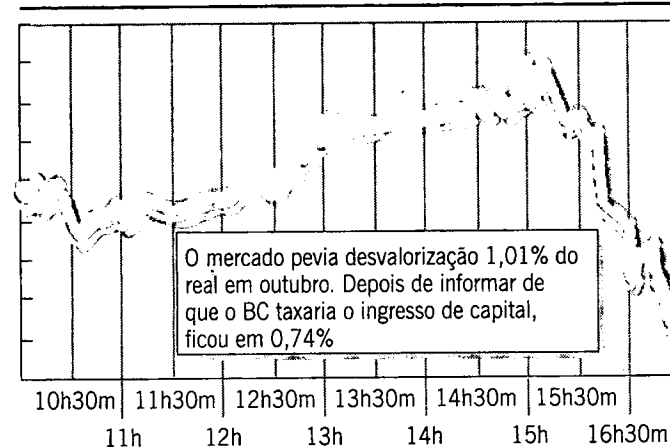 O mercado pevia desvalorização 1,01% do
real em outubro. Depois de informar de
que o BC taxaria o ingresso de capital,
ficou em 0,74%
10h30m 11h30m 12h30m 13h30m 14h30m 15h30m
11h 12h 13h 14h 15h 16h30m